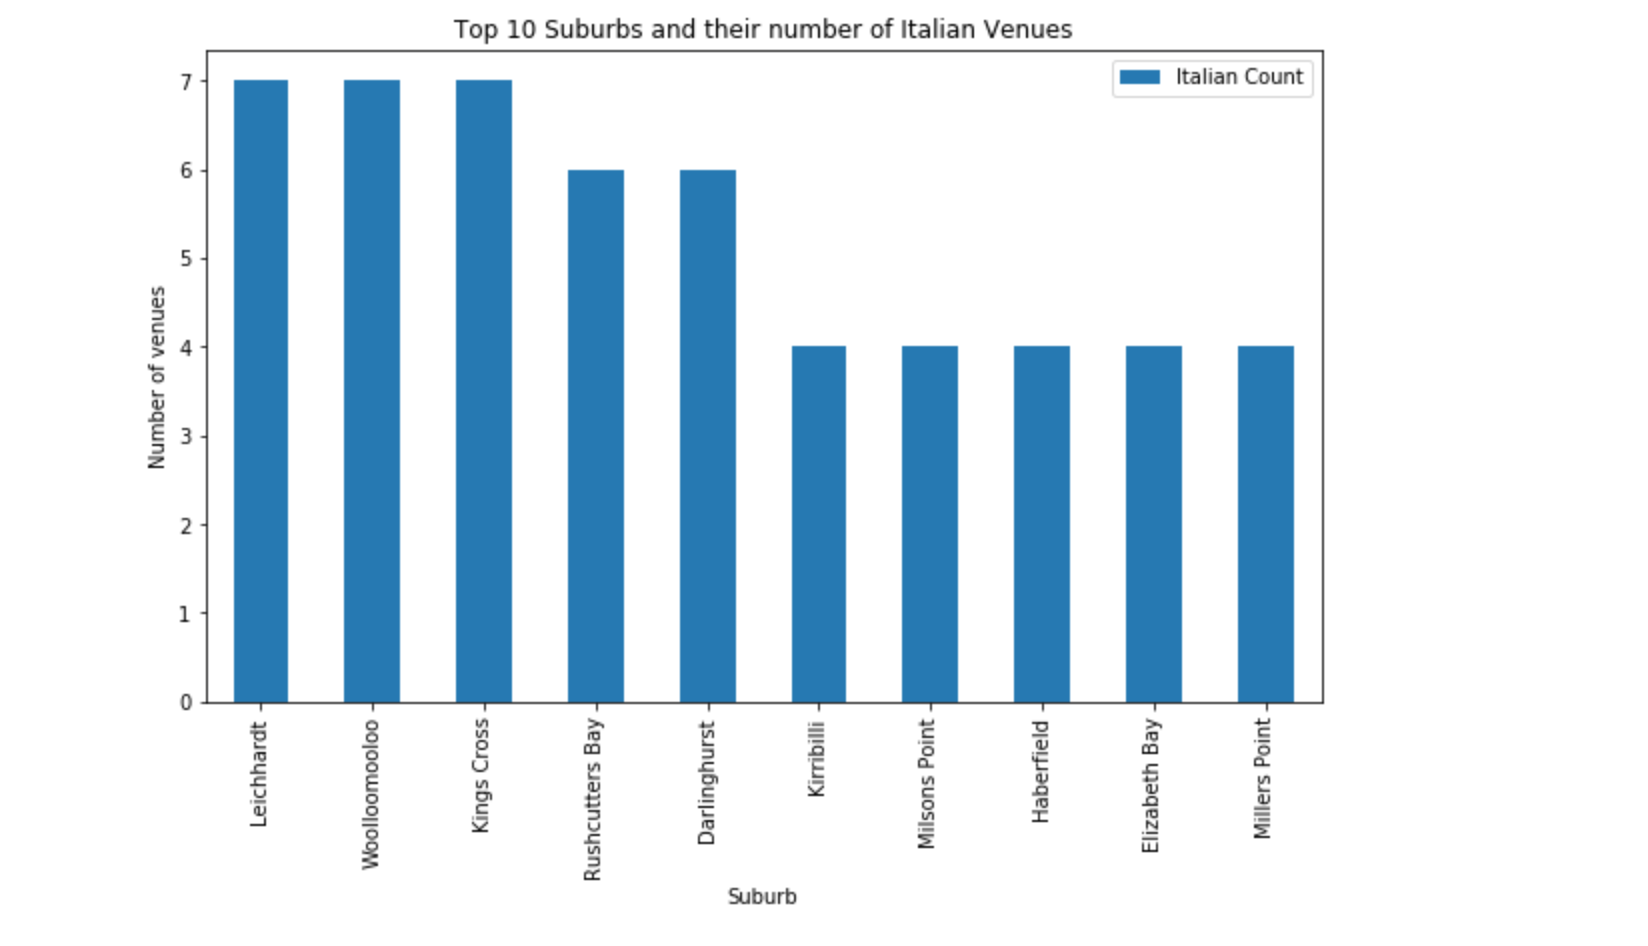 Top 10 Suburbs and their number of Italian Venues
Italian Count
7
6
5
4
3
2
1
0
Number of venues
Leichhardt
Woolloomooloo
Kings Cross
Rushcutters Bay
Darlinghurst
Kirribilli
Milsons Point
Haberfield
Elizabeth Bay
Millers Point
Suburb